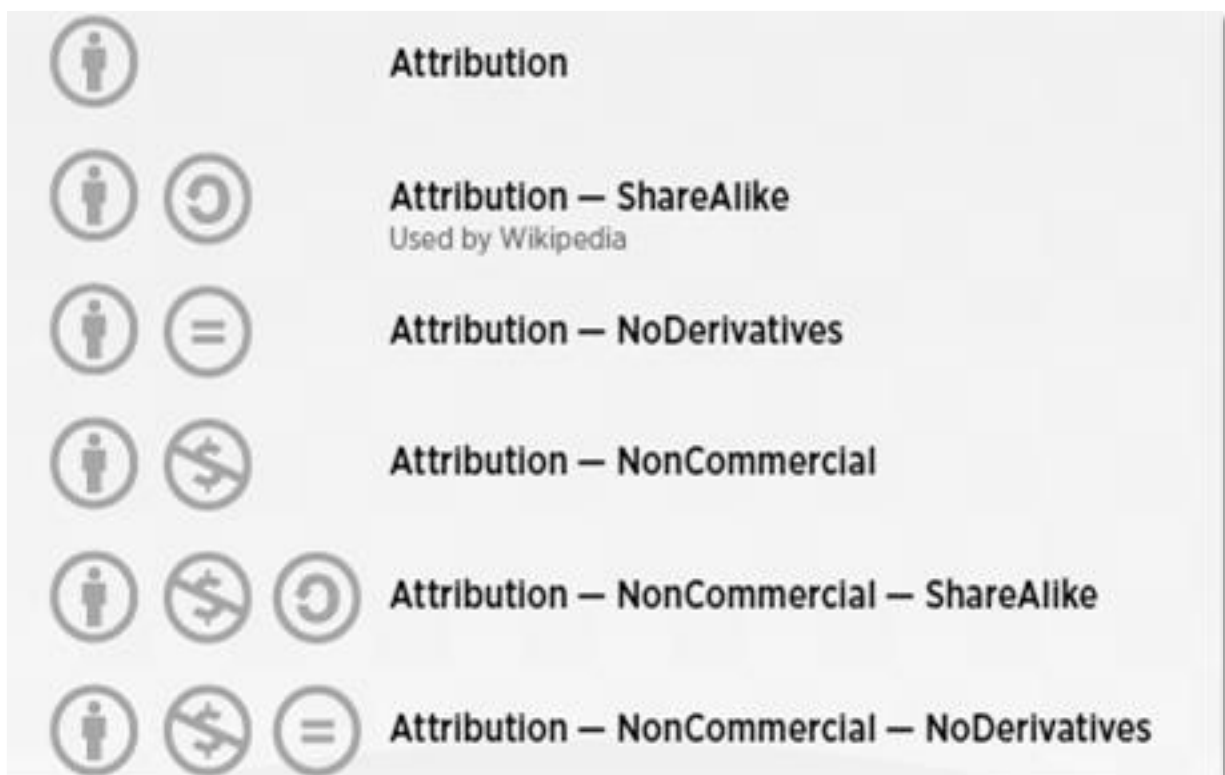 Attribution
Attribution — ShareAlike
Used by Wikipedia
Attribution — NoDerivatives
Attribution — NonCommercial
Attribution — NonCommercial — ShareAlike
Attribution — NonCommercial — NoDerivatives